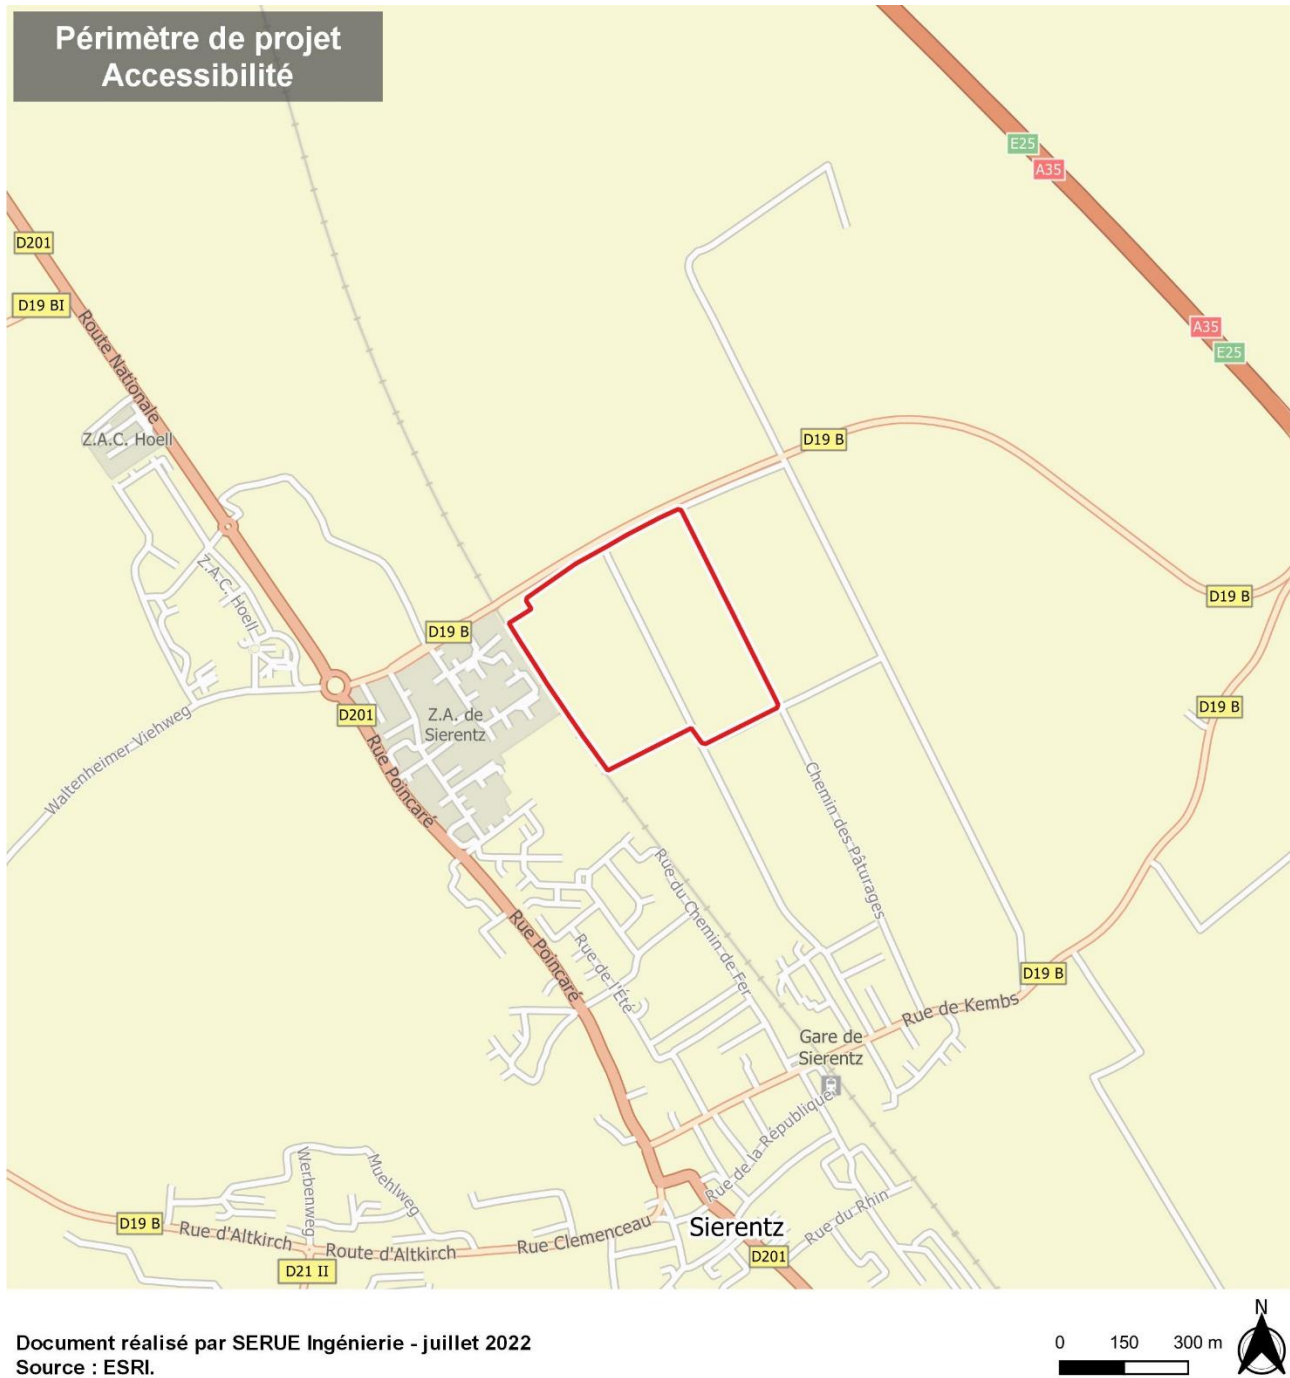 Périmètre de projet
Accessibilité
E25
A35
D201
D19 BI
A35
E25
Route Nationale
Z.A.C. Hoell
D19 B
Z.A.C. Hoell
D19 B
D19 B
D201
Z.A. de
Sierentz
D19 B
Waltenheimer Viehweg
Rue Poincaré
Chemin des Pâturages
Rue du Chemin de Fer
Rue Poincaré
Rue de l'Été
D19 B
Rue de Kembs
Gare de
Sierentz
Rue de la République
Werbenweg
Muehlweg
Rue du Rhin
D19 B
Rue d'Altkirch
Route d'Altkirch
Rue Clemenceau
Sierentz
D201
D21 II
Document réalisé par SERUE Ingénierie - juillet 2022
Source : ESRI.
0 150 300 m
N